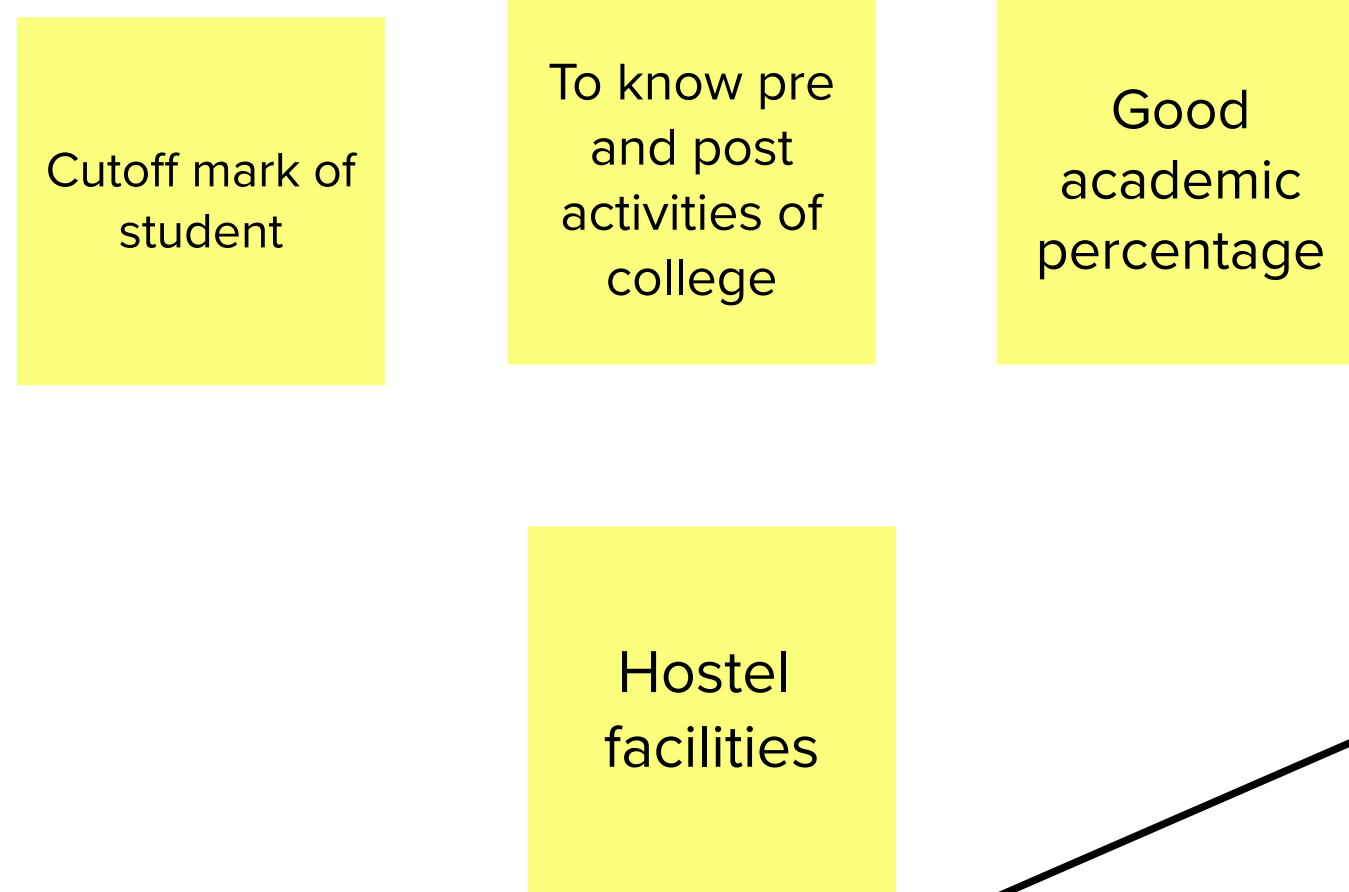 Cutoff mark of
student
To know pre
and post
activities of
college
Good
academic
percentage
Hostel
facilities